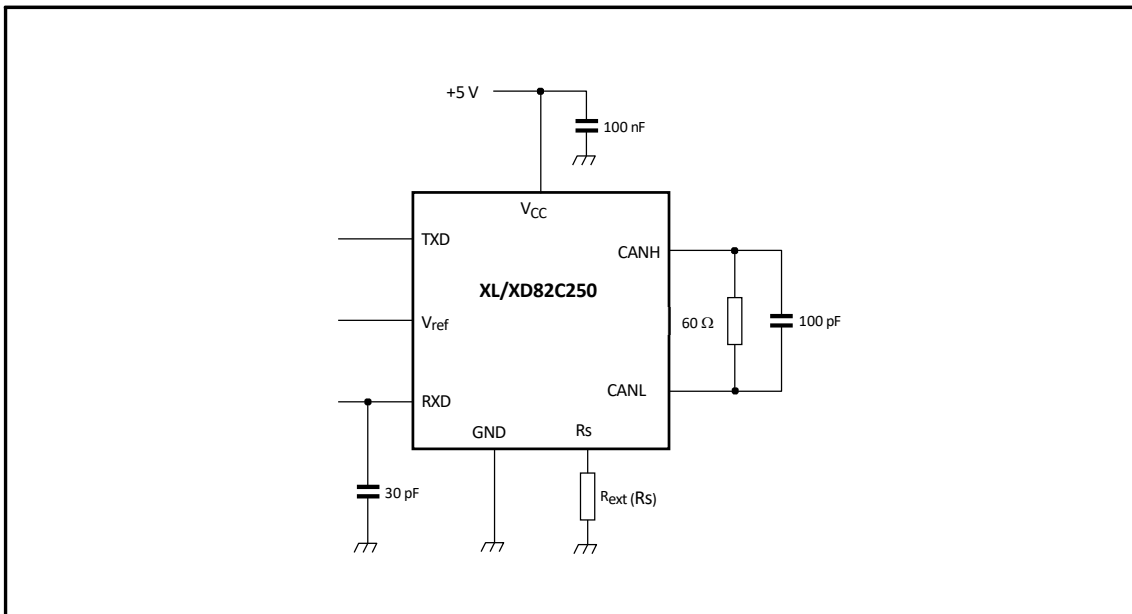 +5 V
100 nF
VCC
TXD
CANH
XL/XD82C250
60 Ω
100 pF
Vref
CANL
RXD
GND
Rs
30 pF
Rext (Rs)